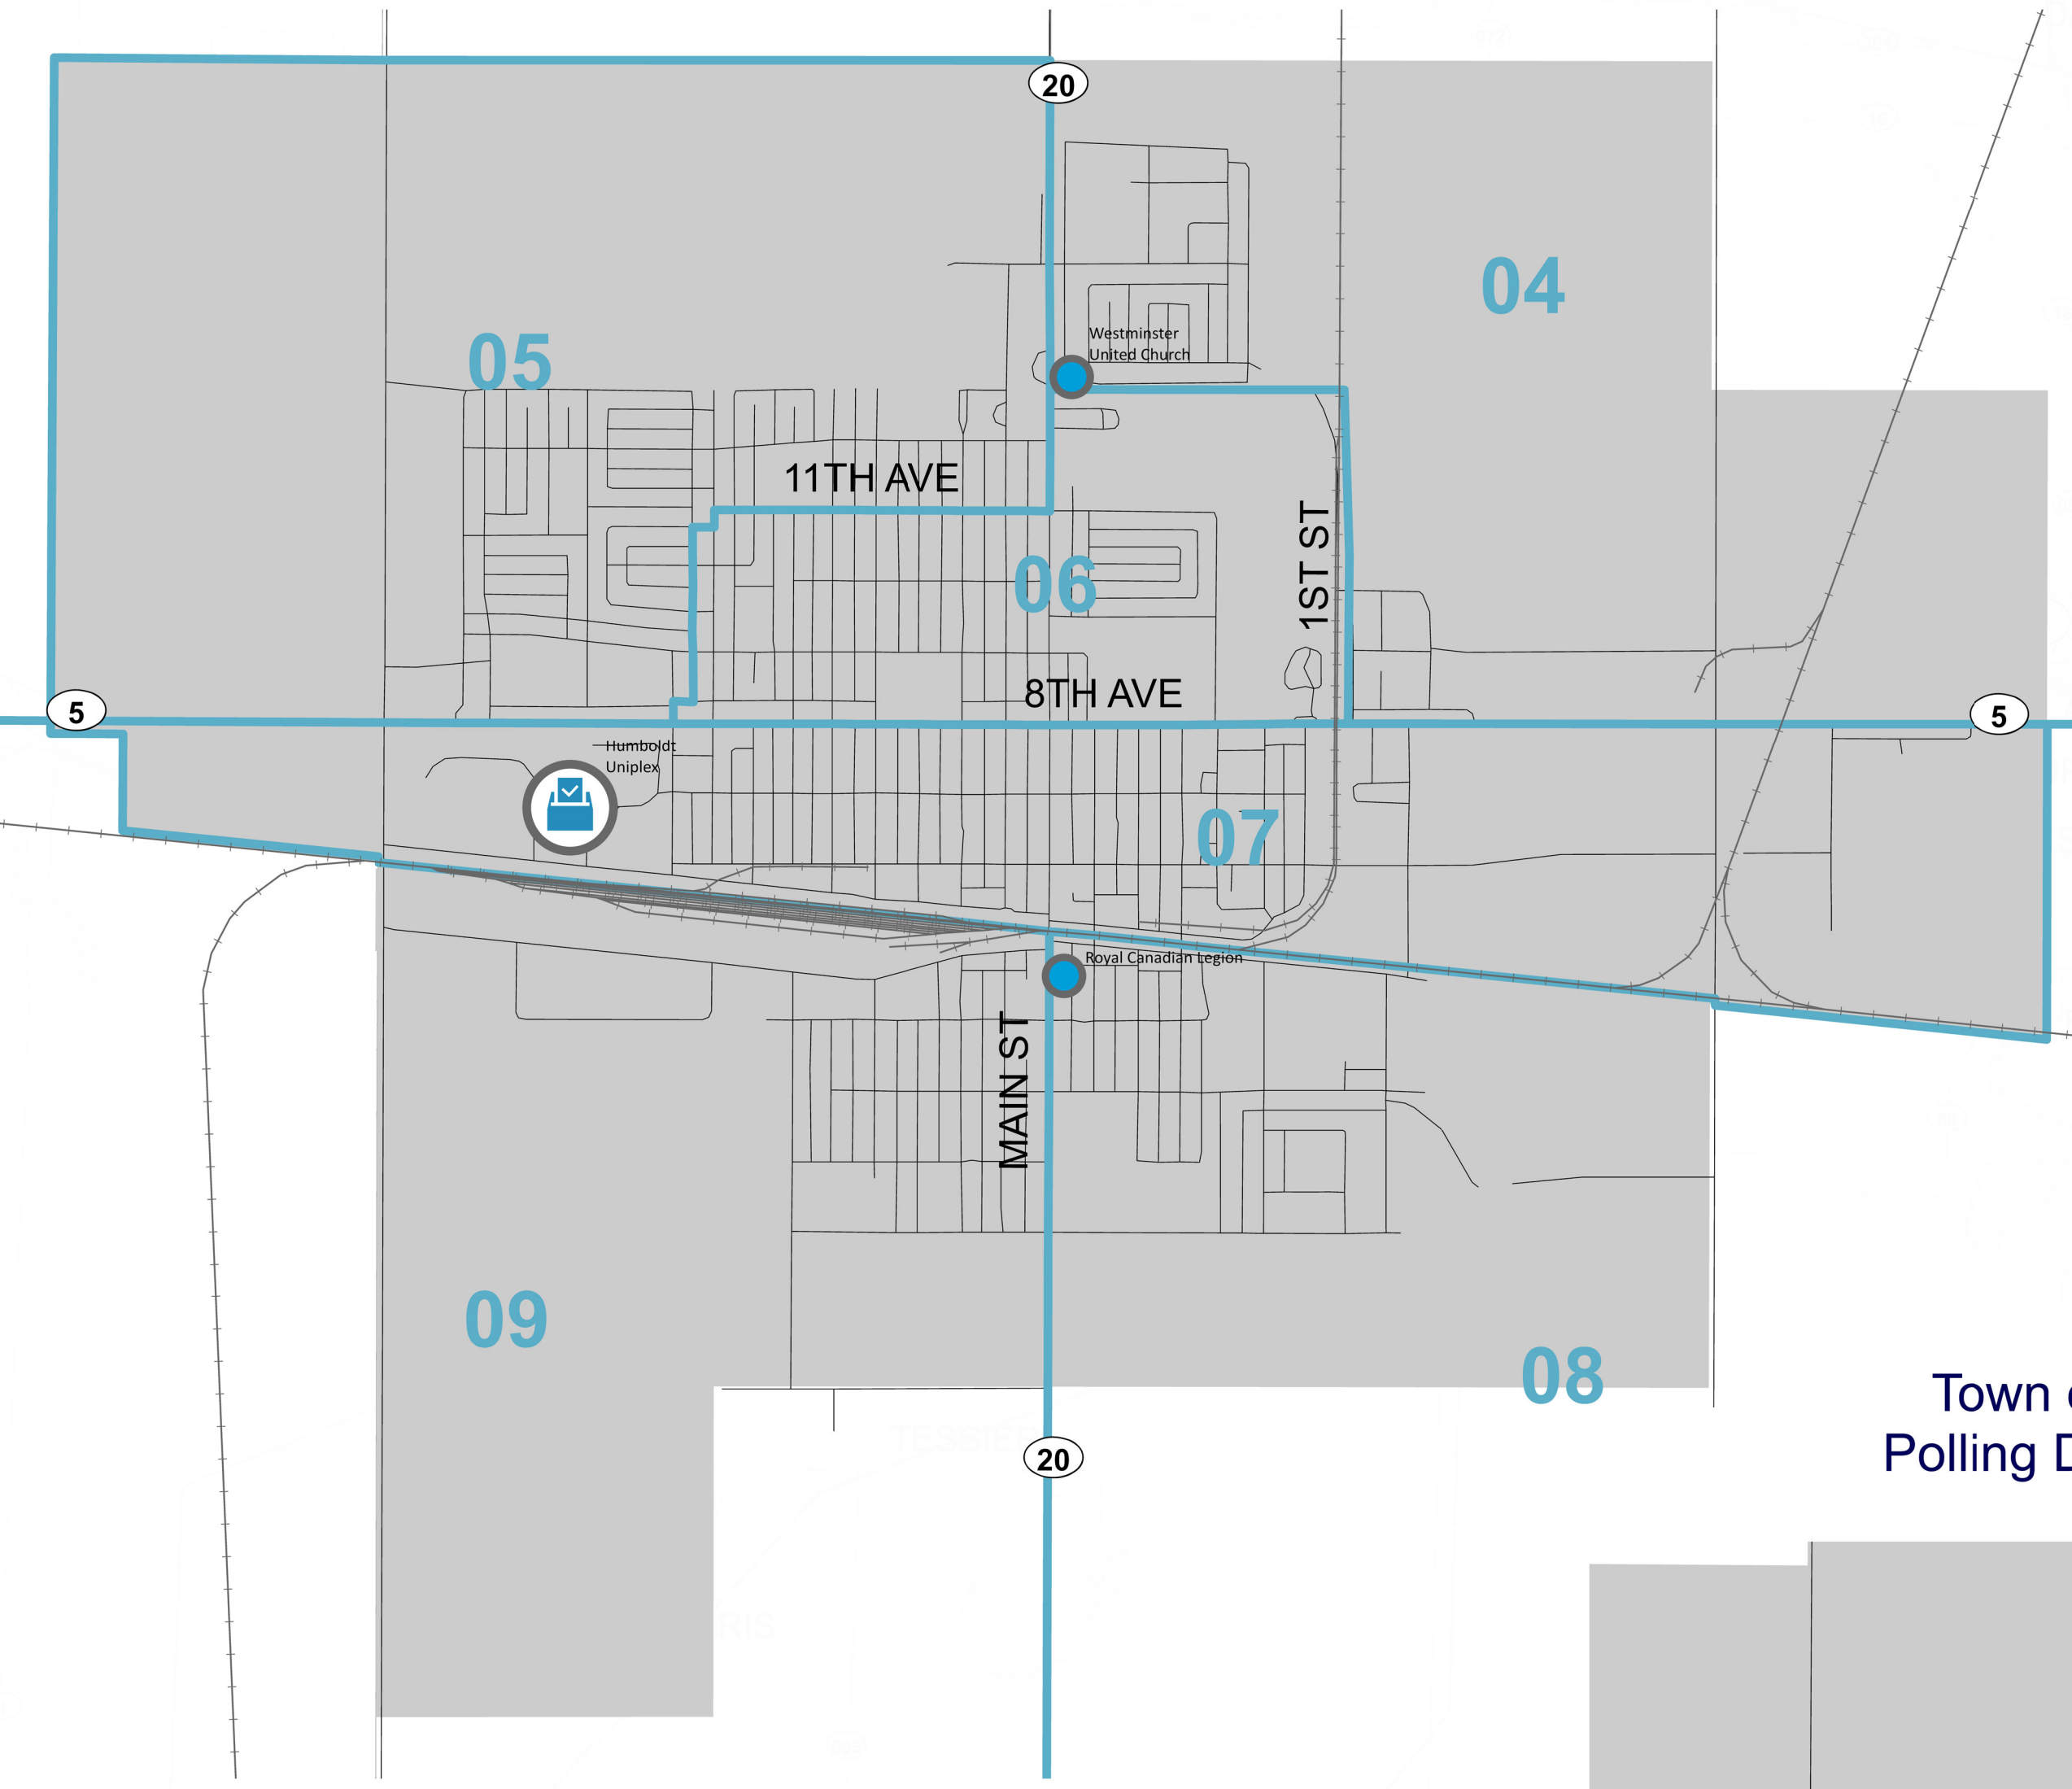 20
04
05
Westminster
United Church
11TH AVE
1ST ST
06
8TH AVE
5
5
Humboldt
Uniplex
07
Royal Canadian Legion
MAIN ST
09
08
Town
Polling
20